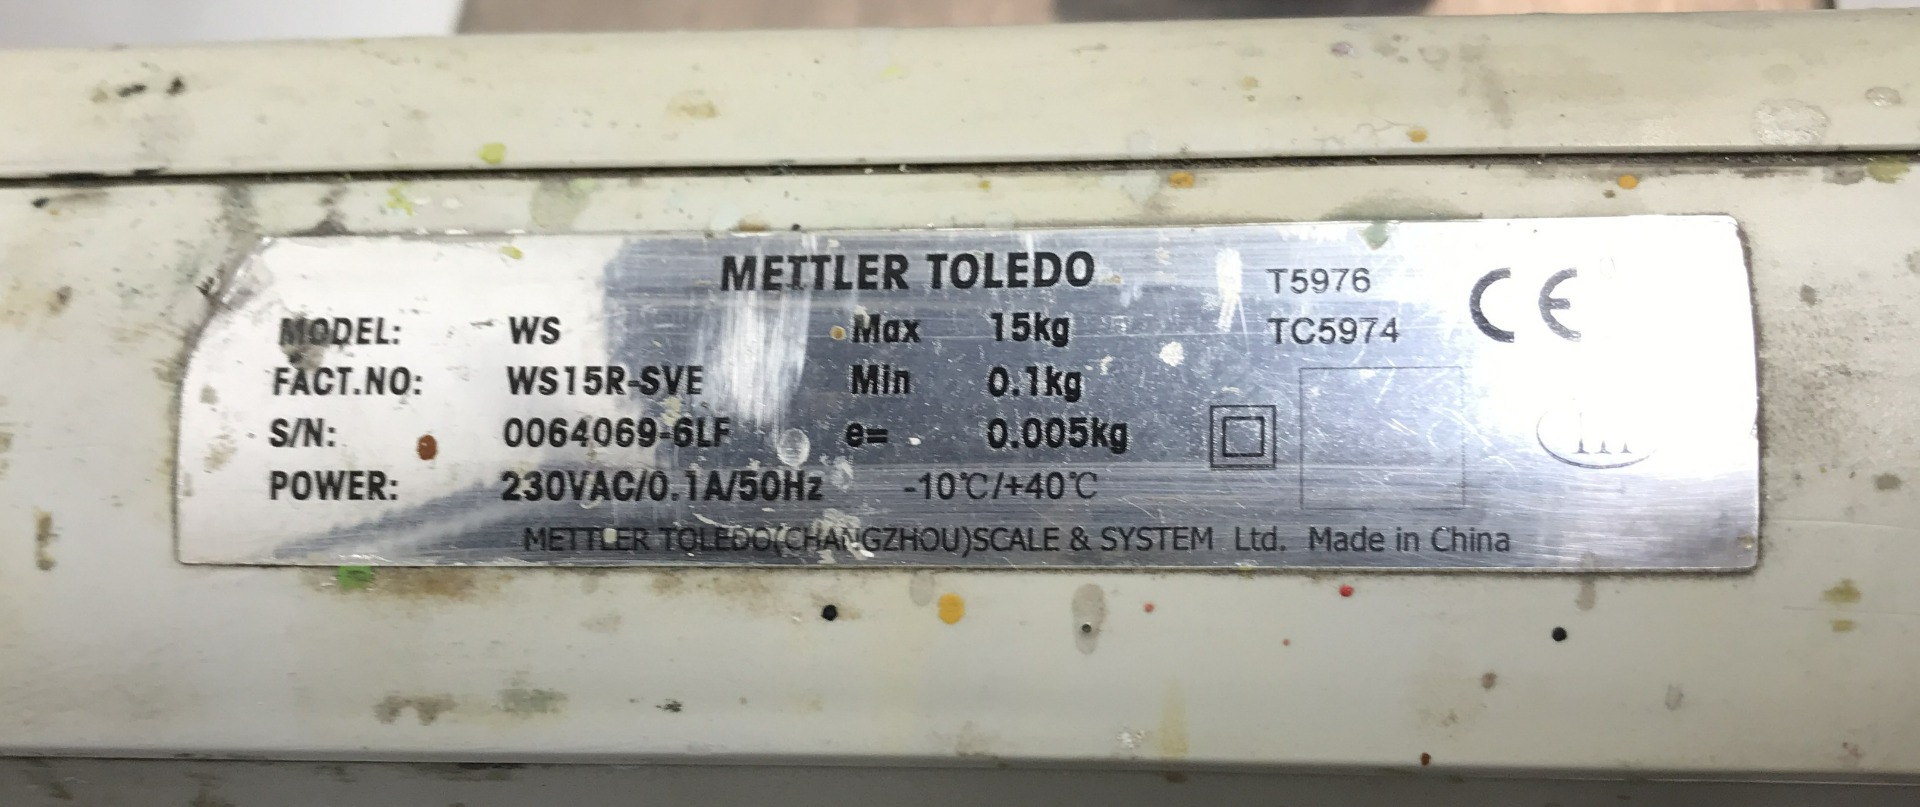 METTLER TOLEDO
T5976
CE
MODEL: WS Max 15kg
TC5974
FACT.NO: WS15R-SVE Min 0.1kg
S/N: 0064069-6LF e= 0.005kg
POWER: 230VAC/0.1A/50Hz -10℃/+40℃
METTLER TOLEDO(CHANGZHOU)SCALE & SYSTEM Ltd. Made in China